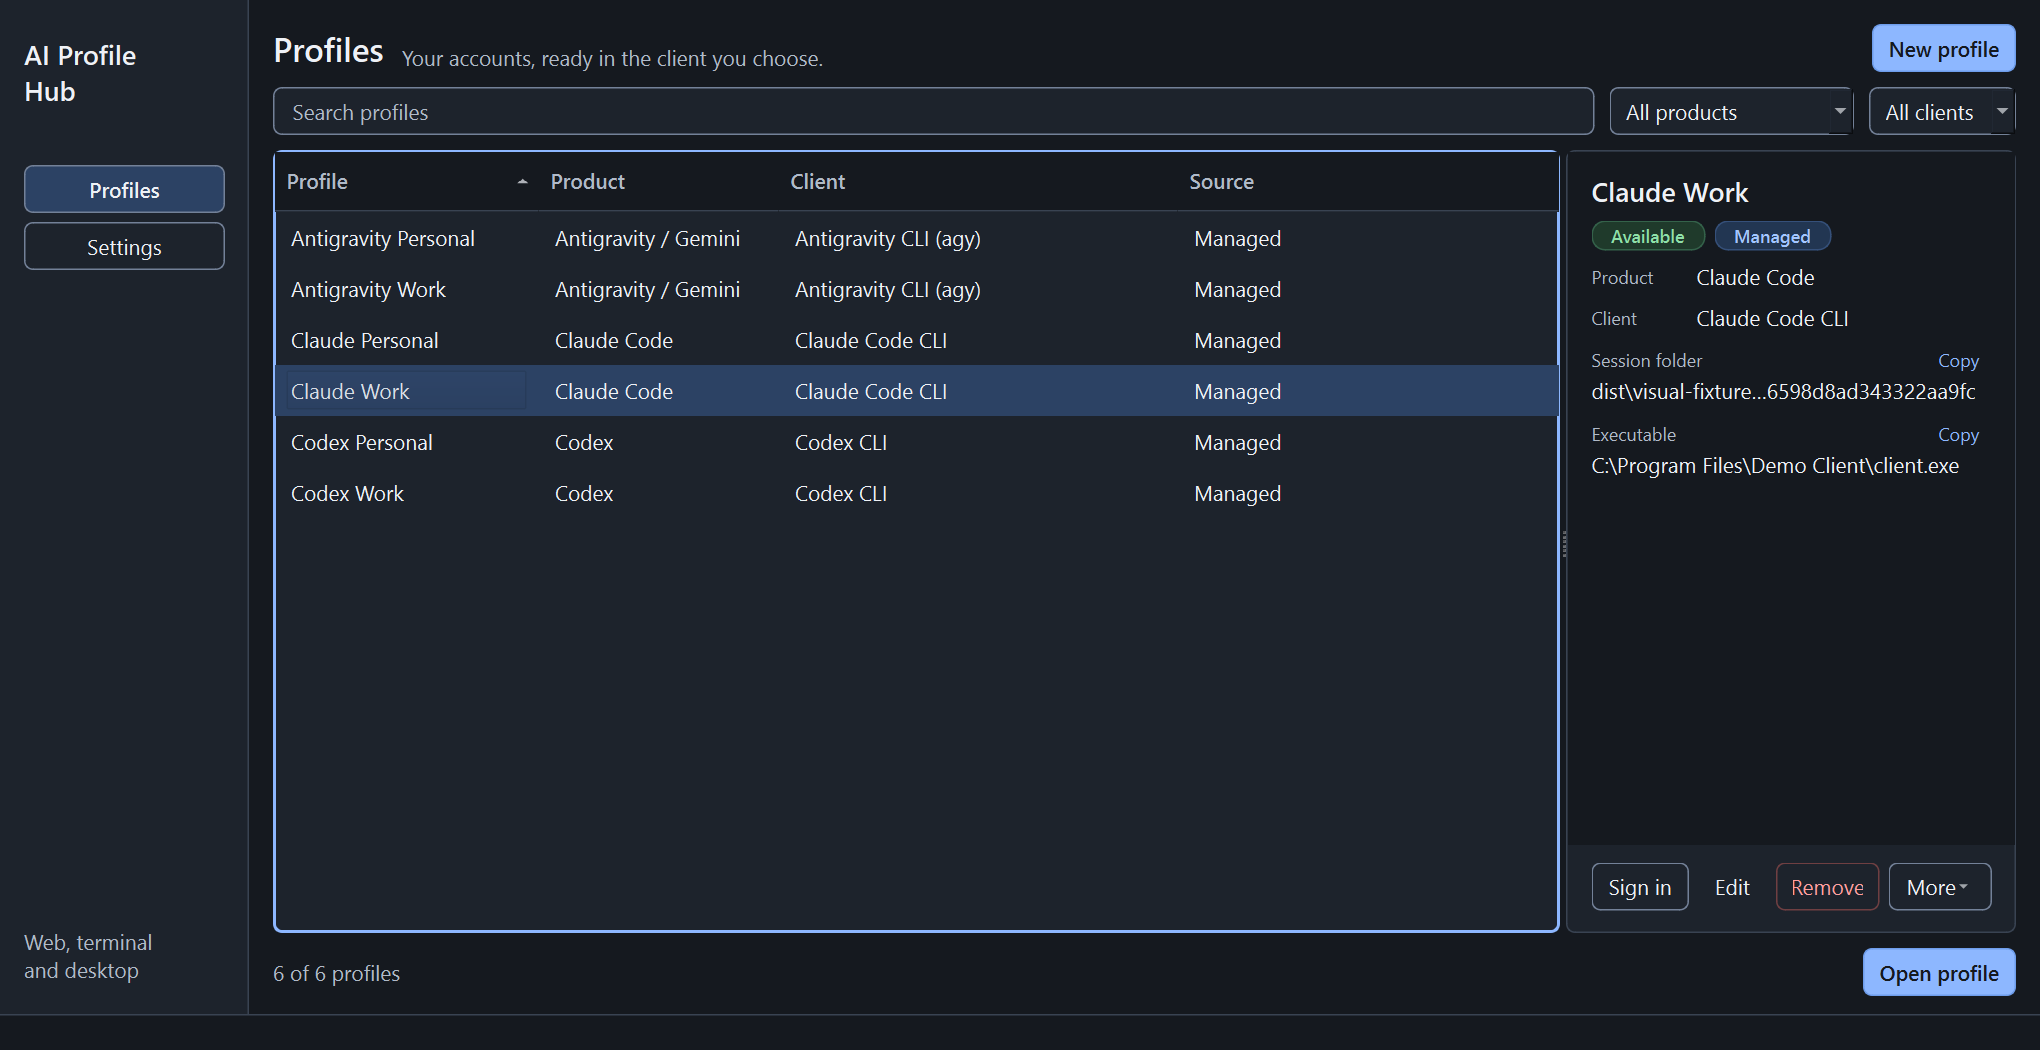 AI Profile
Hub
Profiles
Settings
Web, terminal
and desktop
Profiles Your accounts, ready in the client you choose.
New profile
Search profiles
All products
All clients
Profile Product Client Source
Antigravity Personal Antigravity / Gemini Antigravity CLI (agy) Managed
Antigravity Work Antigravity / Gemini Antigravity CLI (agy) Managed
Claude Personal Claude Code Claude Code CLI Managed
Claude Work Claude Code Claude Code CLI Managed
Codex Personal Codex Codex CLI Managed
Codex Work Codex Codex CLI Managed
Claude Work
Available Managed
Product Claude Code
Client Claude Code CLI
Session folder Copy
dist\visual-fixture...6598d8ad343322aa9fc
Executable Copy
C:\Program Files\Demo Client\client.exe
Sign in Edit Remove More
6 of 6 profiles
Open profile